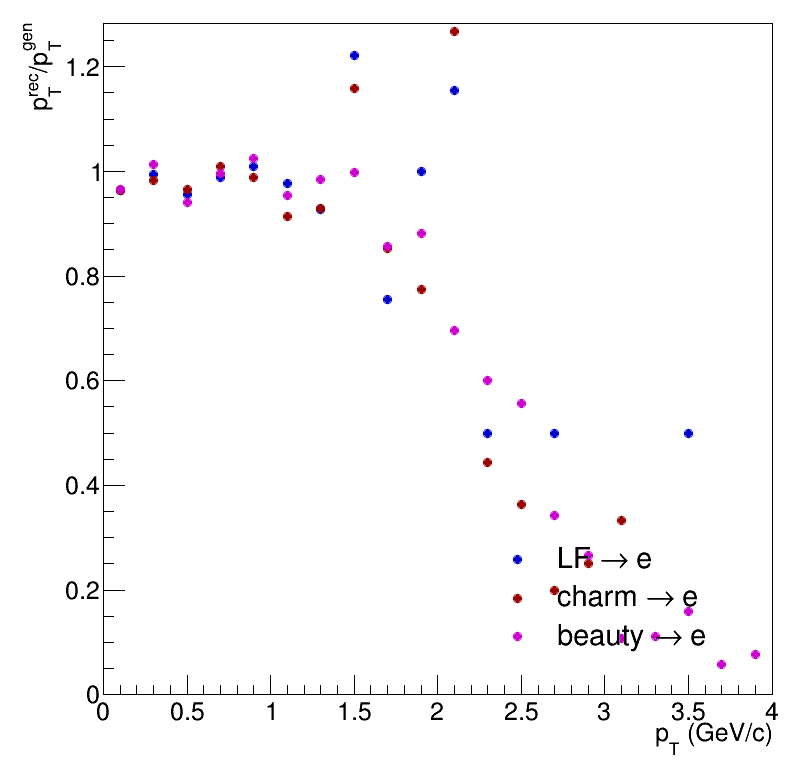 p_T^rec/p_T^gen
1.2
1
0.8
0.6
0.4
0.2
0
LF → e
charm → e
beauty → e
0 0.5 1 1.5 2 2.5 3 3.5 4
p_T (GeV/c)